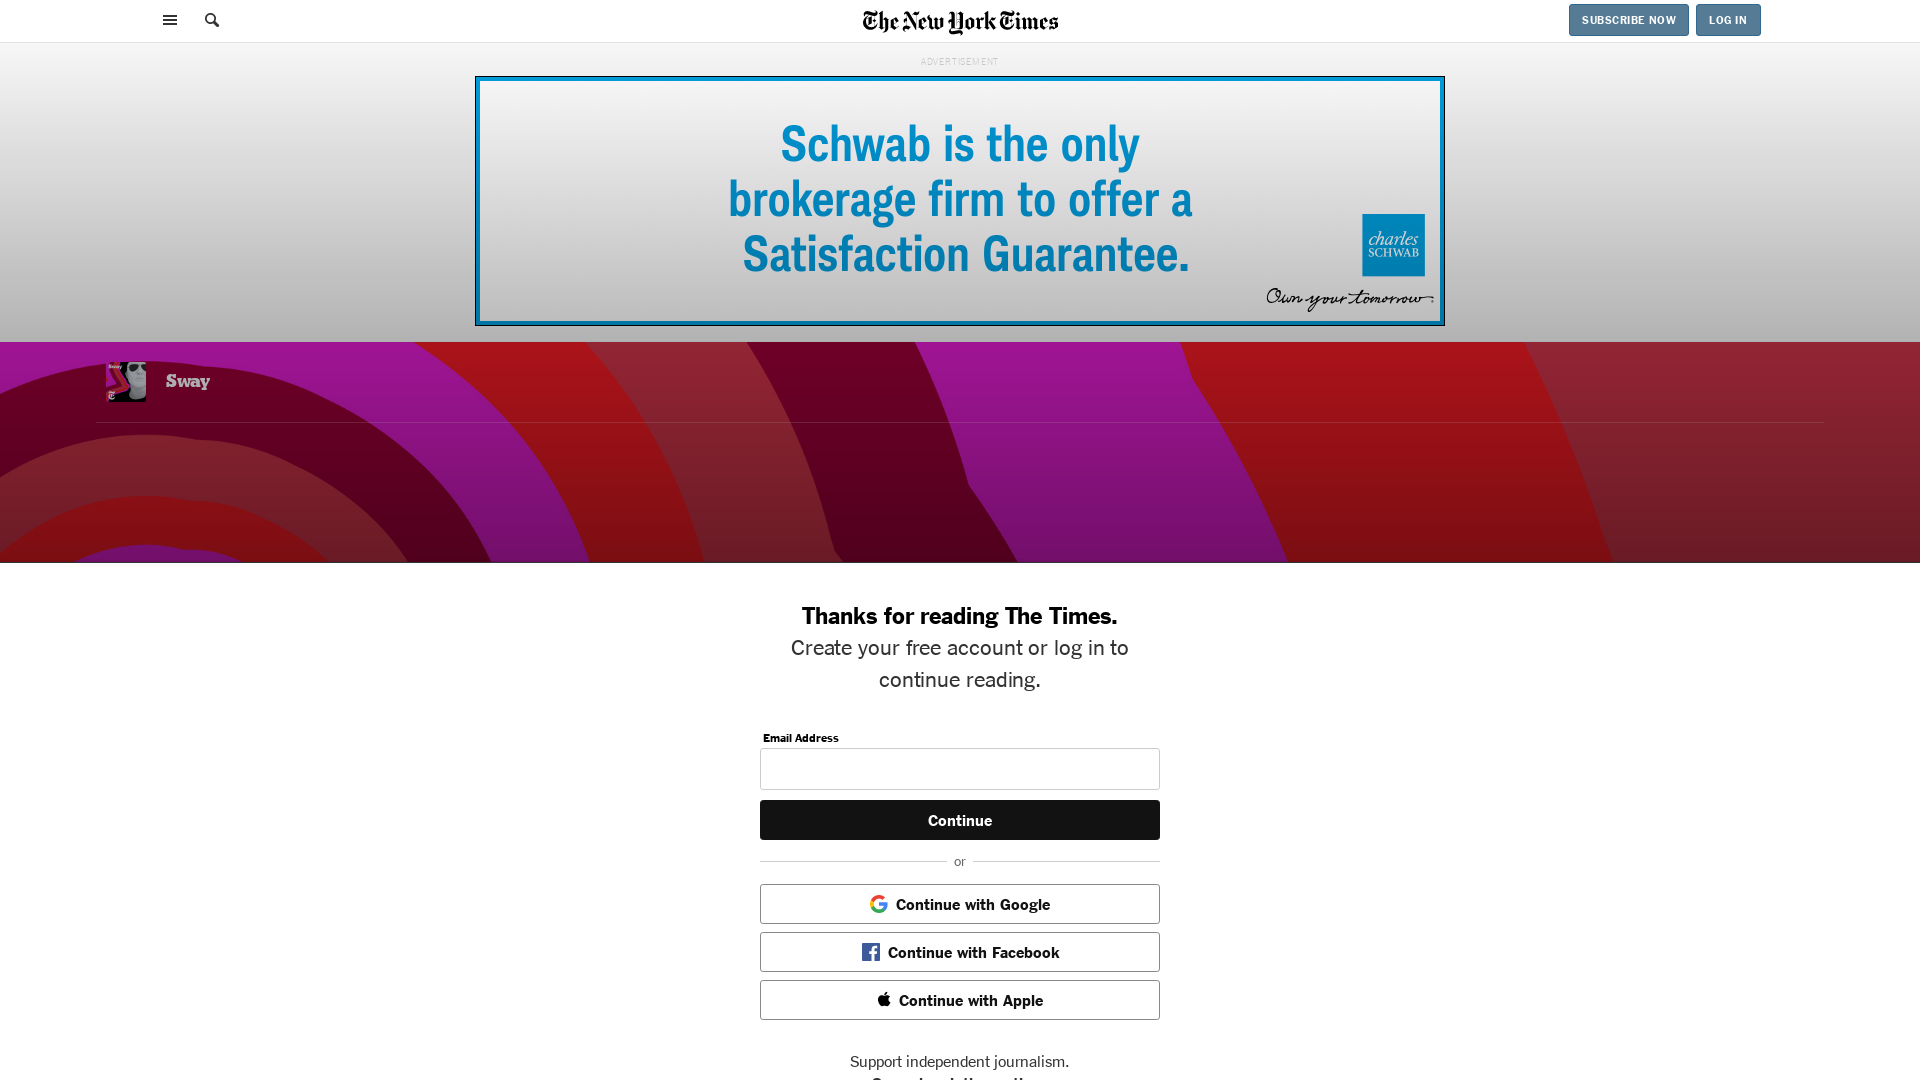 The New York Times
SUBSCRIBE NOW
LOG IN
ADVERTISEMENT
Schwab is the only
brokerage firm to offer a
Satisfaction Guarantee.
charles
SCHWAB
Own your tomorrow
Sway
Thanks for reading The Times.
Create your free account or log in to
continue reading.
Email Address
Continue
or
Continue with Google
Continue with Facebook
Continue with Apple
Support independent journalism.